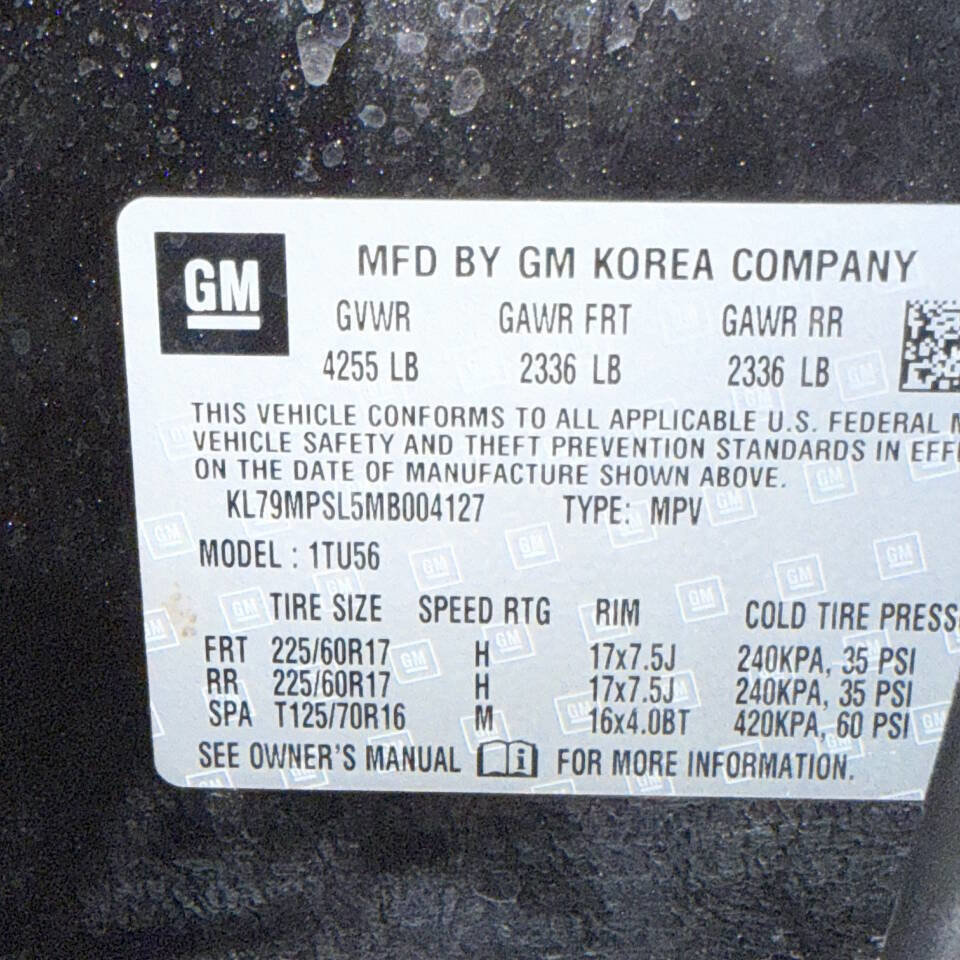 GM
MFD BY GM KOREA COMPANY
GVWR GAWR FRT GAWR RR
4255 LB 2336 LB 2336 LB
THIS VEHICLE CONFORMS TO ALL APPLICABLE U.S. FEDERAL
VEHICLE SAFETY AND THEFT PREVENTION STANDARDS IN
ON THE DATE OF MANUFACTURE SHOWN ABOVE.
KL79MPSL5MB004127 TYPE: MPV
MODEL : 1TU56
TIRE SIZE SPEED RTG RIM COLD TIRE PRESS
FRT 225/60R17 H 17x7.5J 240KPA, 35 PSI
RR 225/60R17 H 17x7.5J 240KPA, 35 PSI
SPA T125/70R16 M 16x4.0BT 420KPA, 60 PSI
SEE OWNER'S MANUAL i FOR MORE INFORMATION.